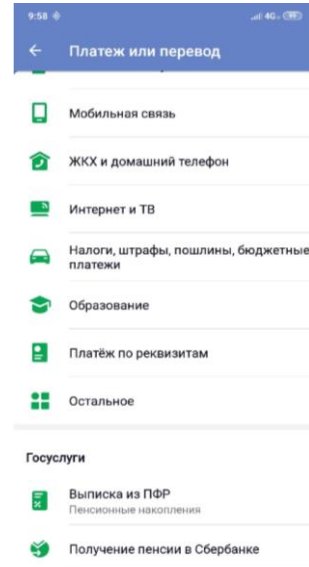 9:58
4G
Платеж или перевод
Мобильная связь
ЖКХ и домашний телефон
Интернет и ТВ
Налоги, штрафы, пошлины, бюджетные
платежи
Образование
Платёж по реквизитам
Остальное
Госуслуги
Выписка из ПФР
Пенсионные накопления
Получение пенсии в Сбербанке